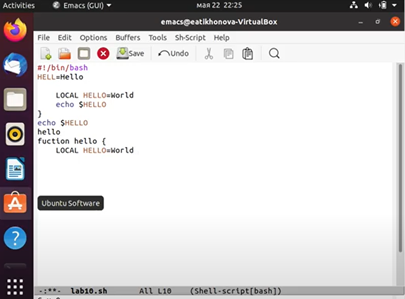 Activities Emacs (GUI) мая 22 22:25
emacs@eatikhonova-VirtualBox
File Edit Options Buffers Tools Sh-Script Help
Save Undo
#!/bin/bash
HELL=Hello
LOCAL HELLO=World
echo $HELLO
}
echo $HELLO
hello
fuction hello {
LOCAL HELLO=World
Ubuntu Software
-:**- lab10.sh All L10 (Shell-script[bash])